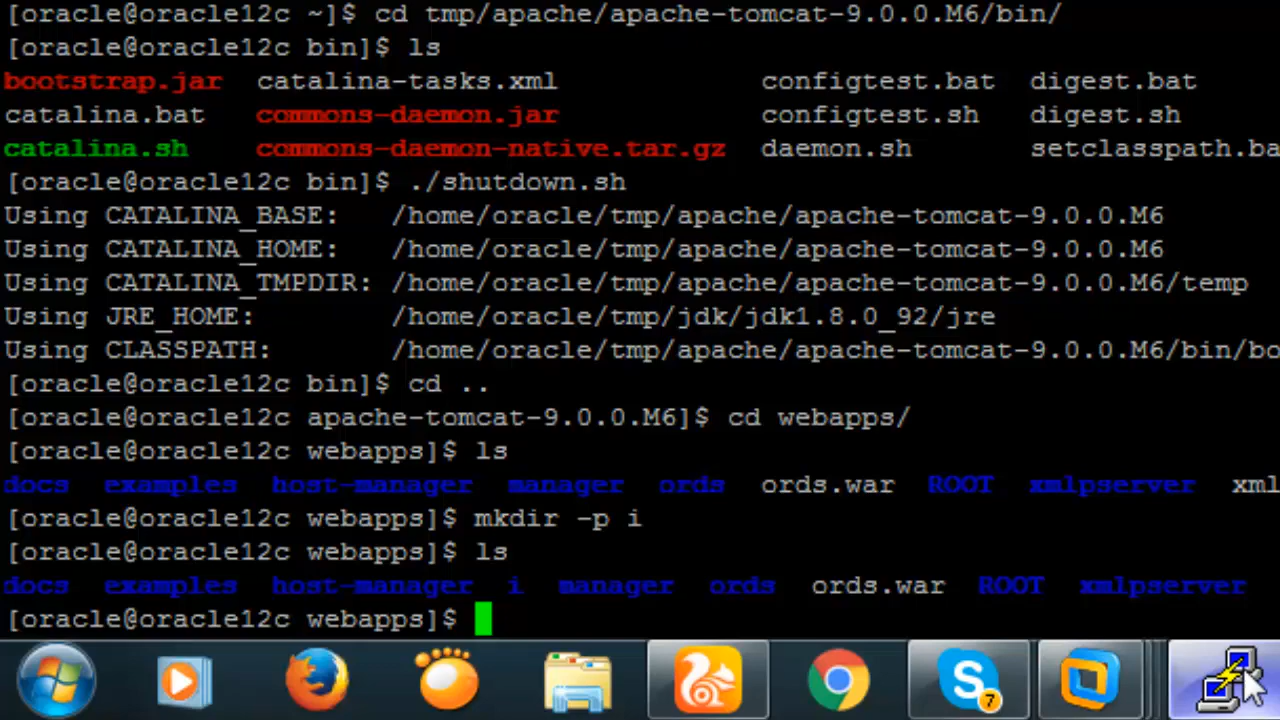 [oracle@oracle12c ~]$ cd tmp/apache/apache-tomcat-9.0.0.M6/bin/
[oracle@oracle12c bin]$ ls
bootstrap.jar catalina-tasks.xml configtest.bat digest.bat
catalina.bat commons-daemon.jar configtest.sh digest.sh
catalina.sh commons-daemon-native.tar.gz daemon.sh setclasspath.ba
[oracle@oracle12c bin]$ ./shutdown.sh
Using CATALINA_BASE: /home/oracle/tmp/apache/apache-tomcat-9.0.0.M6
Using CATALINA_HOME: /home/oracle/tmp/apache/apache-tomcat-9.0.0.M6
Using CATALINA_TMPDIR: /home/oracle/tmp/apache/apache-tomcat-9.0.0.M6/temp
Using JRE_HOME: /home/oracle/tmp/jdk/jdk1.8.0_92/jre
Using CLASSPATH: /home/oracle/tmp/apache/apache-tomcat-9.0.0.M6/bin/bo
[oracle@oracle12c bin]$ cd ..
[oracle@oracle12c apache-tomcat-9.0.0.M6]$ cd webapps/
[oracle@oracle12c webapps]$ ls
docs examples host-manager manager ords ords.war ROOT xmlpserver xml
[oracle@oracle12c webapps]$ mkdir -p i
[oracle@oracle12c webapps]$ ls
docs examples host-manager i manager ords ords.war ROOT xmlpserver
[oracle@oracle12c webapps]$
S 7